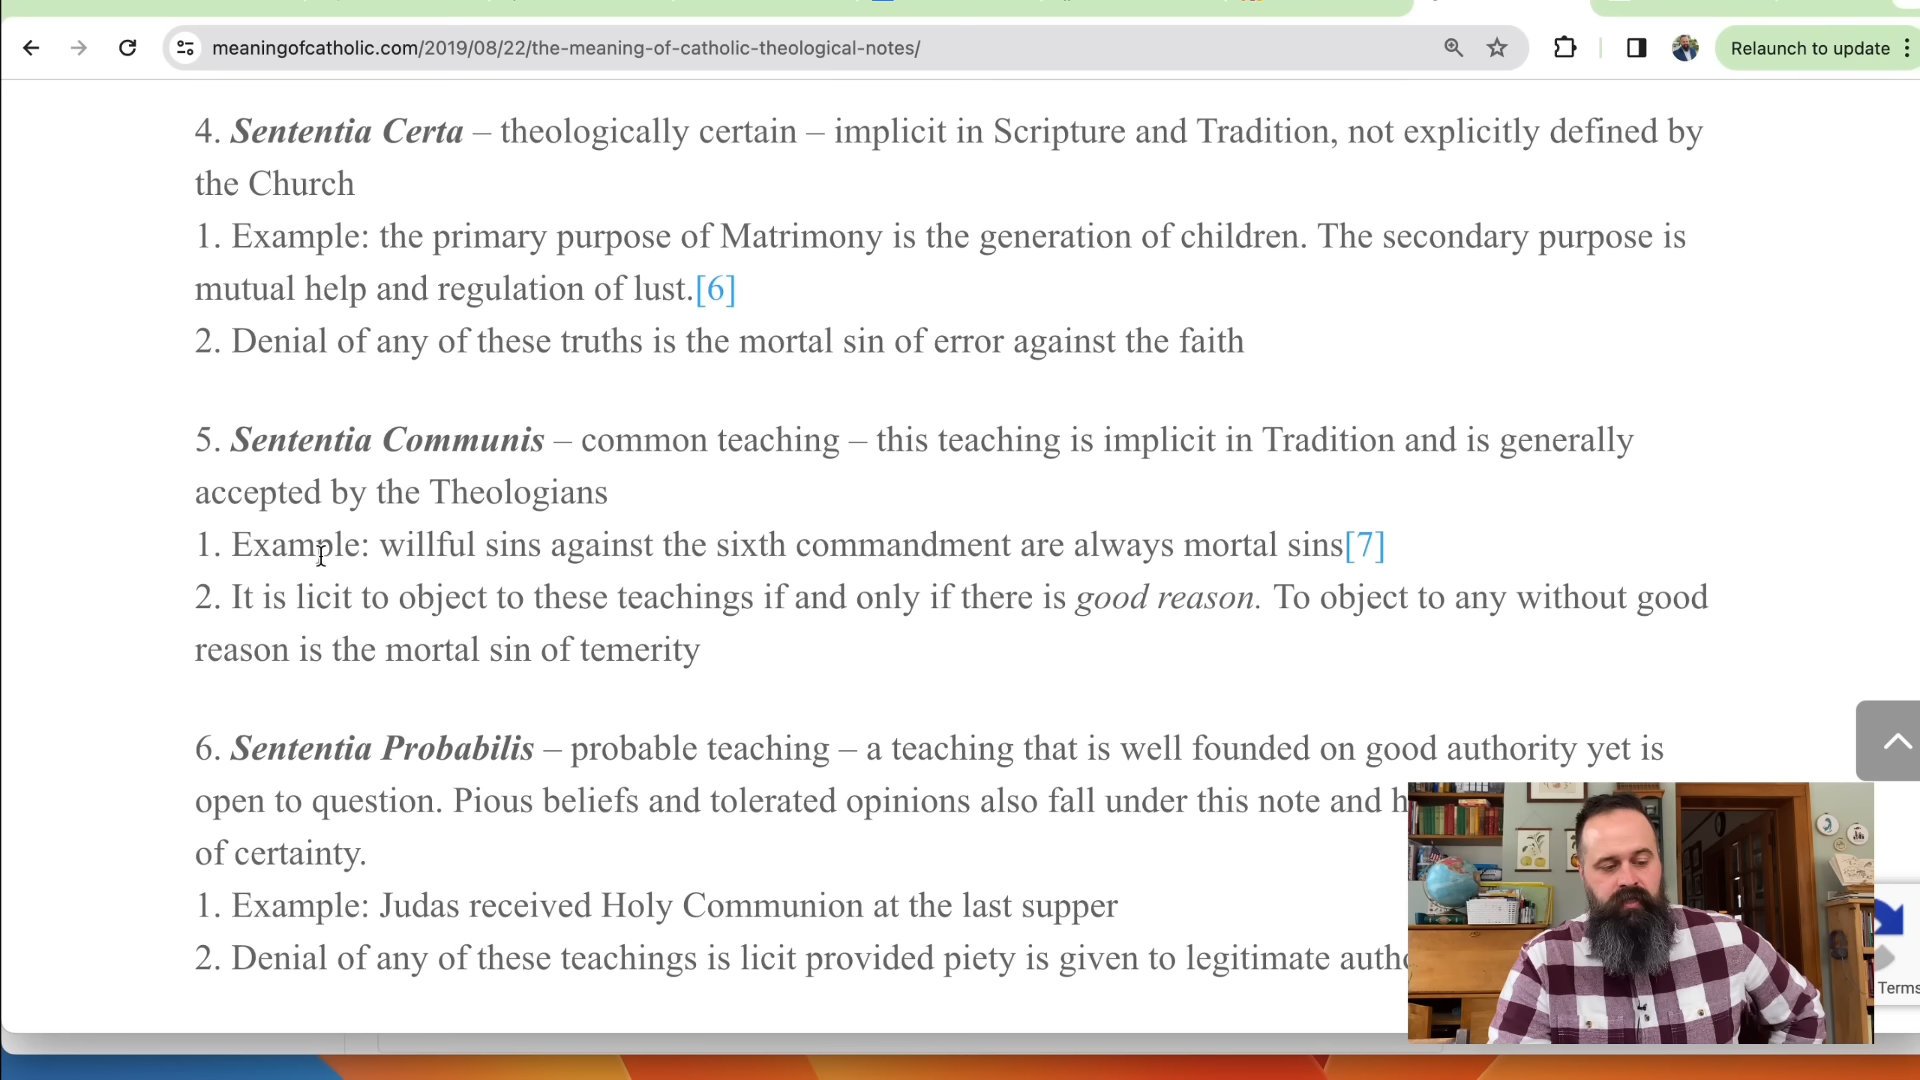 meaningofcatholic.com/2019/08/22/the-meaning-of-catholic-theological-notes/
Relaunch to update
4. Sententia Certa – theologically certain – implicit in Scripture and Tradition, not explicitly defined by
the Church
1. Example: the primary purpose of Matrimony is the generation of children. The secondary purpose is
mutual help and regulation of lust.[6]
2. Denial of any of these truths is the mortal sin of error against the faith
5. Sententia Communis – common teaching – this teaching is implicit in Tradition and is generally
accepted by the Theologians
1. Example: willful sins against the sixth commandment are always mortal sins[7]
2. It is licit to object to these teachings if and only if there is good reason. To object to any without good
reason is the mortal sin of temerity
6. Sententia Probabilis – probable teaching – a teaching that is well founded on good authority yet is
open to question. Pious beliefs and tolerated opinions also fall under this note and
of certainty.
1. Example: Judas received Holy Communion at the last supper
2. Denial of any of these teachings is licit provided piety is given to legitimate
Terms